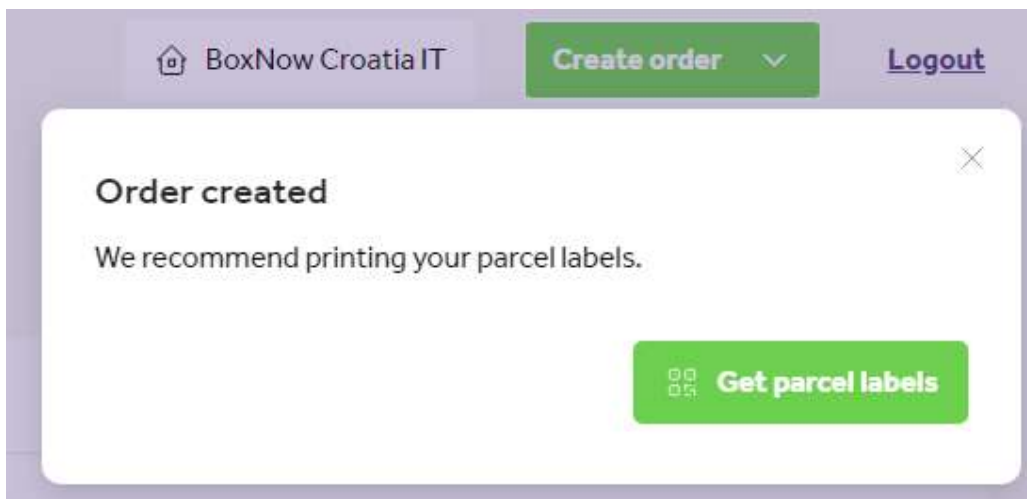 BoxNow Croatia IT Create order Logout
Order created
We recommend printing your parcel labels.
Get parcel labels